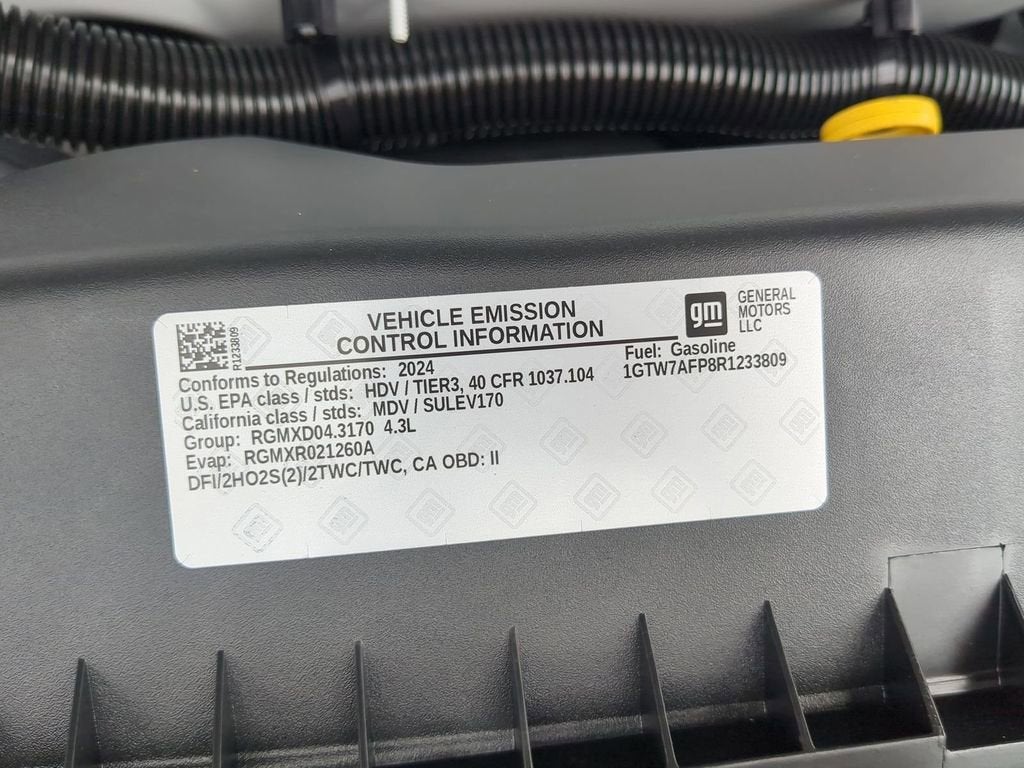 VEHICLE EMISSION
CONTROL INFORMATION
gm
GENERAL
MOTORS
LLC
R1233809
Conforms to Regulations: 2024
Fuel: Gasoline
U.S. EPA class / stds: HDV / TIER3, 40 CFR 1037.104
1GTW7AFP8R1233809
California class / stds: MDV / SULEV170
Group: RGMXD04.3170 4.3L
Evap: RGMXR021260A
DFI/2HO2S(2)/2TWC/TWC, CA OBD: II